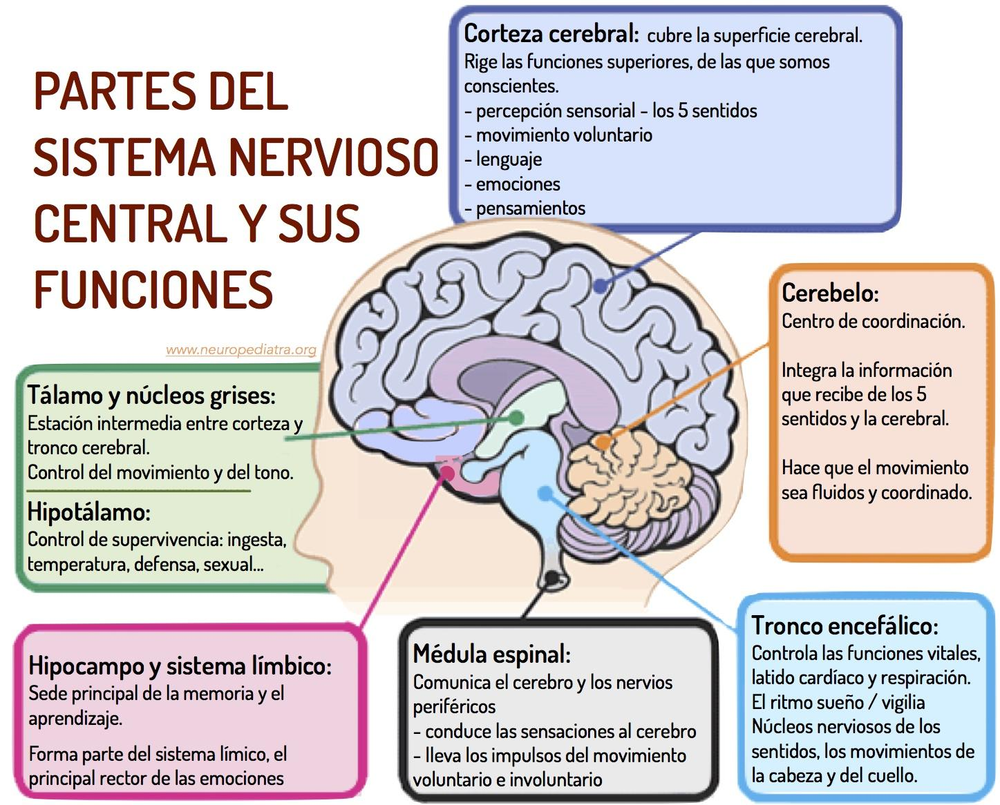 PARTES DEL
SISTEMA NERVIOSO
CENTRAL Y SUS
FUNCIONES
www.neuropediatra.org
Corteza cerebral: cubre la superficie cerebral.
Rige las funciones superiores, de las que somos
conscientes.
- percepción sensorial - los 5 sentidos
- movimiento voluntario
- lenguaje
- emociones
- pensamientos
Cerebelo:
Centro de coordinación.
Integra la información
que recibe de los 5
sentidos y la cerebral.
Hace que el movimiento
sea fluidos y coordinado.
Tálamo y núcleos grises:
Estación intermedia entre corteza y
tronco cerebral.
Control del movimiento y del tono.
Hipotálamo:
Control de supervivencia: ingesta,
temperatura, defensa, sexual...
Hipocampo y sistema límbico:
Sede principal de la memoria y el
aprendizaje.
Forma parte del sistema límico, el
principal rector de las emociones
Médula espinal:
Comunica el cerebro y los nervios
periféricos
- conduce las sensaciones al cerebro
- lleva los impulsos del movimiento
voluntario e involuntario
Tronco encefálico:
Controla las funciones vitales,
latido cardíaco y respiración.
El ritmo sueño / vigilia
Núcleos nerviosos de los
sentidos, los movimientos de
la cabeza y del cuello.